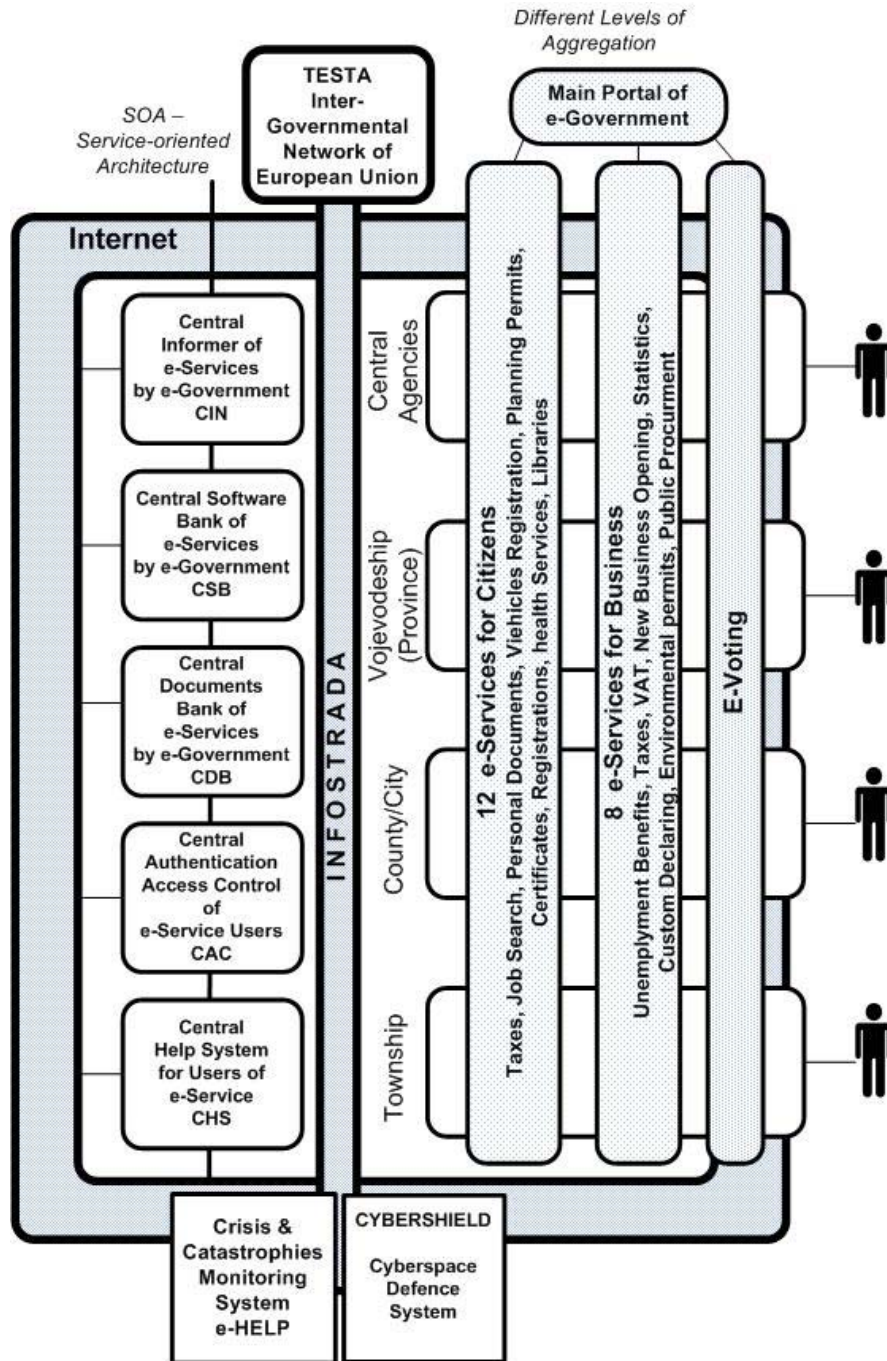 Different Levels of
Aggregation
TESTA
Inter-
Governmental
Network of
European Union
Main Portal of
e-Government
SOA –
Service-oriented
Architecture
Internet
Central
Informer of
e-Services
by e-Government
CIN
Central Software
Bank of
e-Services
by e-Government
CSB
Central
Documents
Bank of
e-Services
by e-Government
CDB
Central
Authentication
Access Control
of
e-Service Users
CAC
Central
Help System
for Users of
e-Service
CHS
INFOSTRADA
Central
Agencies
Vojevodeship
(Province)
County/City
Township
12 e-Services for Citizens
Taxes, Job Search, Personal Documents, Viehicles Registration, Planning Permits,
Certificates, Registrations, health Services, Libraries
8 e-Services for Business
Unemplyment Benefits, Taxes, VAT, New Business Opening, Statistics,
Custom Declaring, Environmental permits, Public Procurment
E-Voting
Crisis &
Catastrophies
Monitoring
System
e-HELP
CYBERSHIELD
Cyberspace
Defence
System